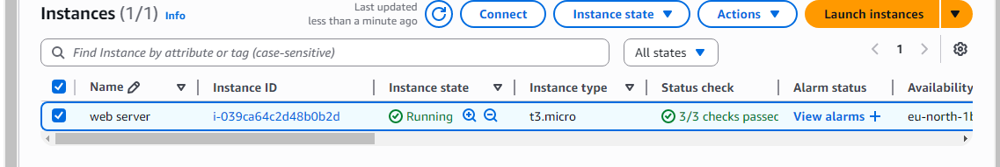 Instances (1/1) Info
Last updated
less than a minute ago
Connect
Instance state
Actions
Launch instances
Find Instance by attribute or tag (case-sensitive)
All states
1
Name Instance ID Instance state Instance type Status check Alarm status Availability
web server i-039ca64c2d48b0b2d Running t3.micro 3/3 checks passec View alarms + eu-north-1b